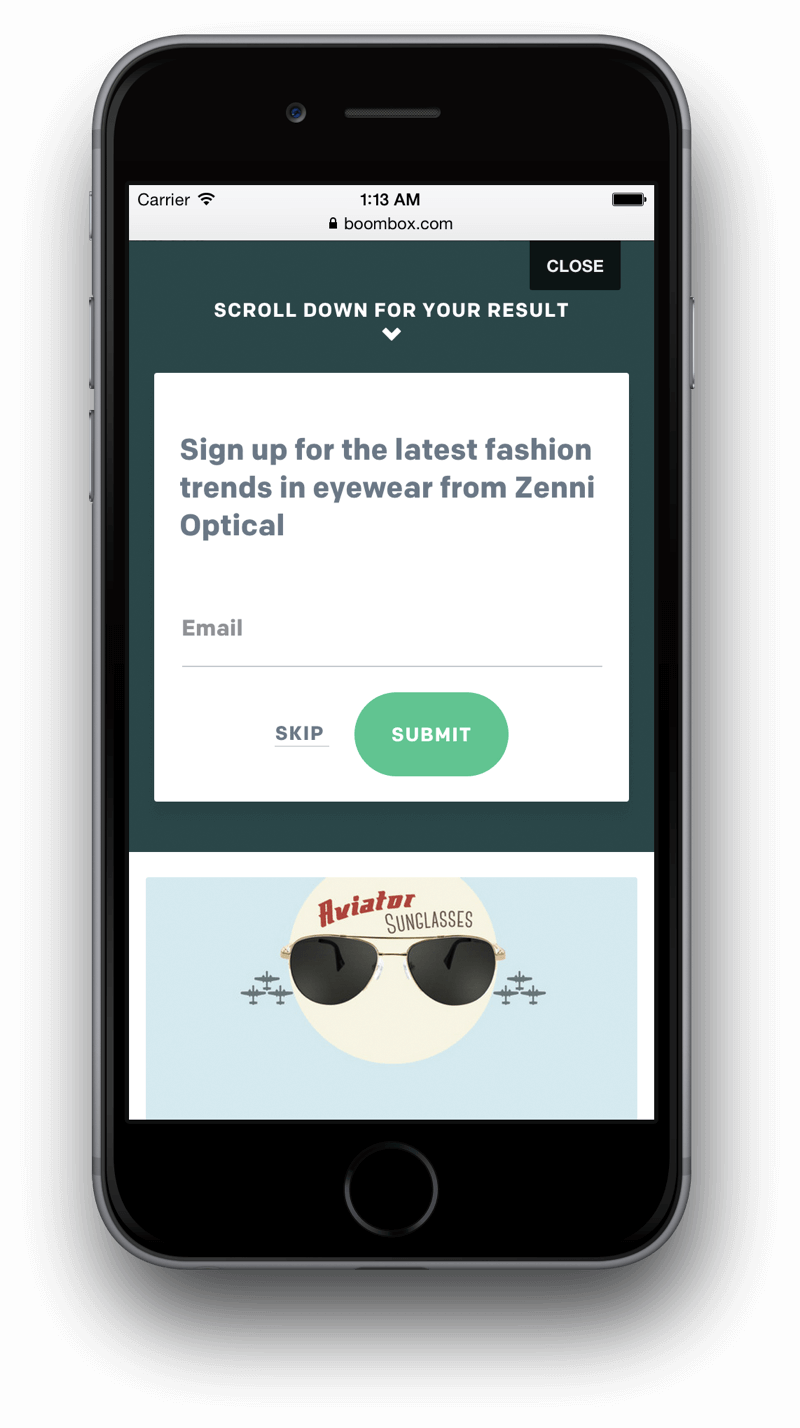 Carrier 1:13 AM
boombox.com
CLOSE
SCROLL DOWN FOR YOUR RESULT
Sign up for the latest fashion
trends in eyewear from Zenni
Optical
Email
SKIP SUBMIT
Aviator
SUNGLASSES